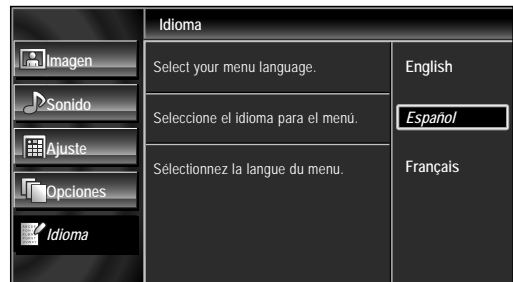 Idioma
Imagen
Sonido
Ajuste
Opciones
Idioma
Select your menu language.
English
Seleccione el idioma para el menú.
Español
Sélectionnez la langue du menu.
Français